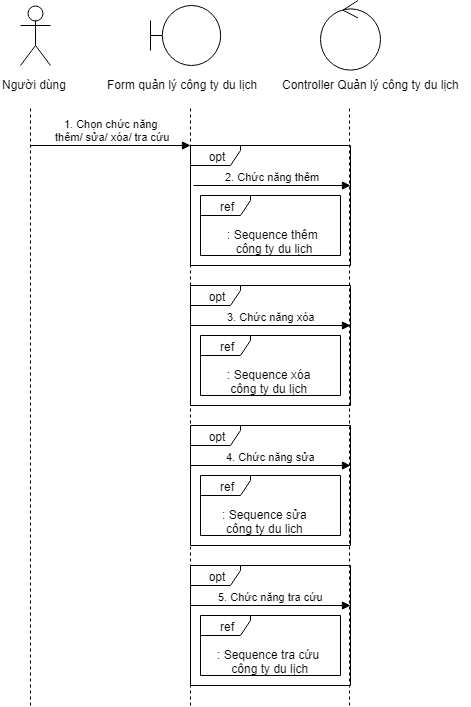 Người dùng
Form quản lý công ty du lịch
Controller Quản lý công ty du lịch
1. Chọn chức năng
thêm/ sửa/ xóa/ tra cứu
opt
2. Chức năng thêm
ref
: Sequence thêm
công ty du lịch
opt
3. Chức năng xóa
ref
: Sequence xóa
công ty du lịch
opt
4. Chức năng sửa
ref
: Sequence sửa
công ty du lịch
opt
5. Chức năng tra cứu
ref
: Sequence tra cứu
công ty du lịch